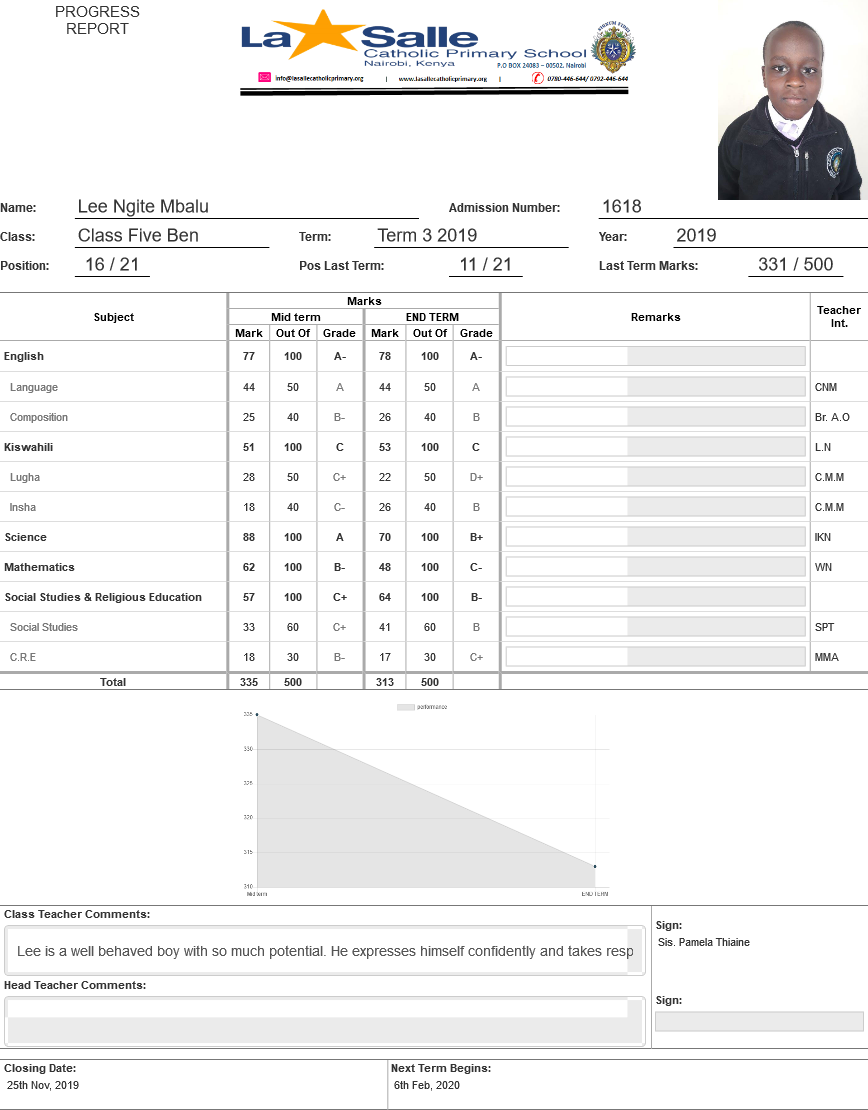 PROGRESS
REPORT
La Salle
Catholic Primary School
Nairobi, Kenya
P.O BOX 24083 – 00502, Nairobi
info@lasallecatholicprimary.org | www.lasallecatholicprimary.org | 0780-446-644/ 0792-446-644
Name: Lee Ngite Mbalu Admission Number: 1618
Class: Class Five Ben Term: Term 3 2019 Year: 2019
Position: 16 / 21 Pos Last Term: 11 / 21 Last Term Marks: 331 / 500
Subject Marks Remarks Teacher Int.
Mid term END TERM
Mark Out Of Grade Mark Out Of Grade
English 77 100 A- 78 100 A-
Language 44 50 A 44 50 A CNM
Composition 25 40 B- 26 40 B Br. A.O
Kiswahili 51 100 C 53 100 C L.N
Lugha 28 50 C+ 22 50 D+ C.M.M
Insha 18 40 C- 26 40 B C.M.M
Science 88 100 A 70 100 B+ IKN
Mathematics 62 100 B- 48 100 C- WN
Social Studies & Religious Education 57 100 C+ 64 100 B-
Social Studies 33 60 C+ 41 60 B SPT
C.R.E 18 30 B- 17 30 C+ MMA
Total 335 500 313 500
performance
335
330
325
320
315
310
Mid term END TERM
Class Teacher Comments:
Lee is a well behaved boy with so much potential. He expresses himself confidently and takes resp
Sign:
Sis. Pamela Thiaine
Head Teacher Comments:
Sign:
Closing Date: Next Term Begins:
25th Nov, 2019 6th Feb, 2020